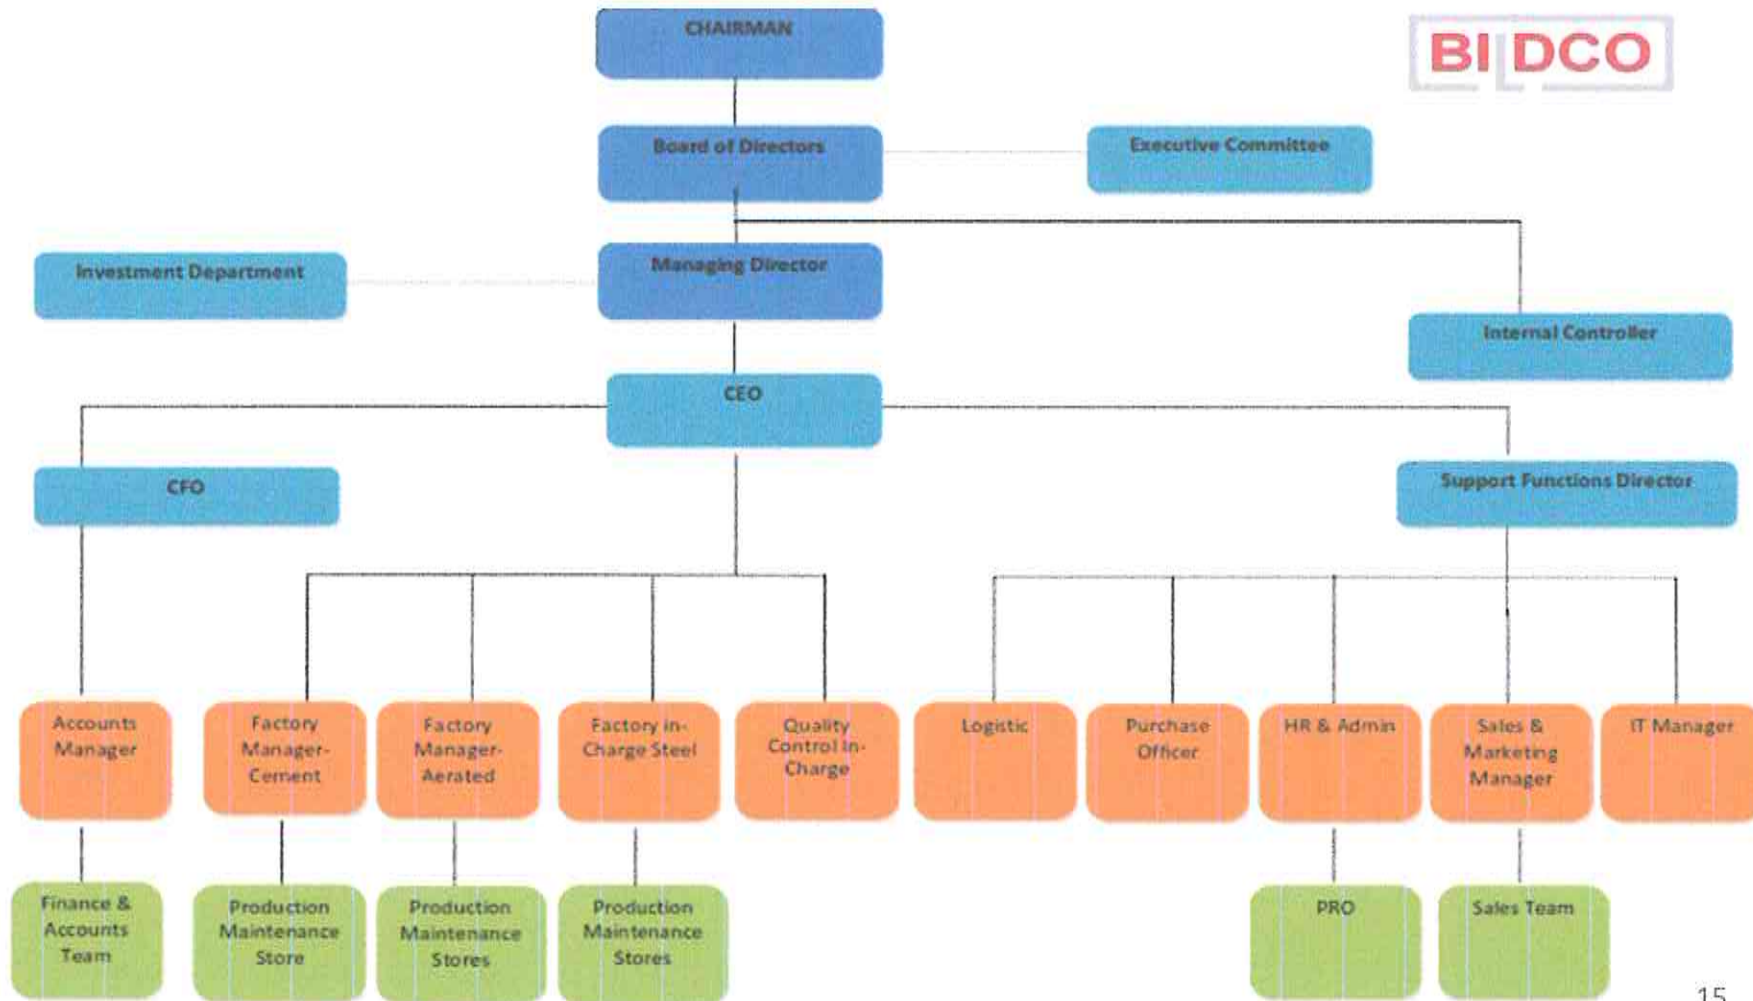 CHAIRMAN
BILDCO
Board of Directors
Executive Committee
Investment Department
Managing Director
Internal Controller
CEO
CFO
Support Functions Director
Accounts
Manager
Factory
Manager-
Cement
Factory
Manager-
Aerated
Factory in-
Charge Steel
Quality
Control In-
Charge
Logistic
Purchase
Officer
HR & Admin
Sales &
Marketing
Manager
IT Manager
Finance &
Accounts
Team
Production
Maintenance
Store
Production
Maintenance
Stores
Production
Maintenance
Stores
PRO
Sales Team
15